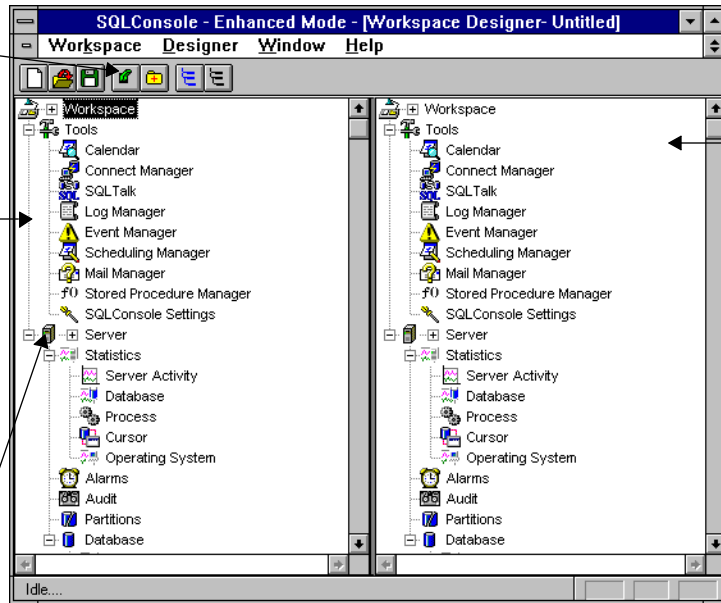 SQLConsole - Enhanced Mode - [Workspace Designer- Untitled]
Workspace Designer Window Help
Workspace
Tools
Calendar
Connect Manager
SQL
SQLTalk
Log Manager
Event Manager
Scheduling Manager
Mail Manager
f() Stored Procedure Manager
SQLConsole Settings
Server
Statistics
Server Activity
Database
Process
Cursor
Operating System
Alarms
Audit
Partitions
Database
Workspace
Tools
Calendar
Connect Manager
SQL
SQLTalk
Log Manager
Event Manager
Scheduling Manager
Mail Manager
f() Stored Procedure Manager
SQLConsole Settings
Server
Statistics
Server Activity
Database
Process
Cursor
Operating System
Alarms
Audit
Partitions
Database
Idle....